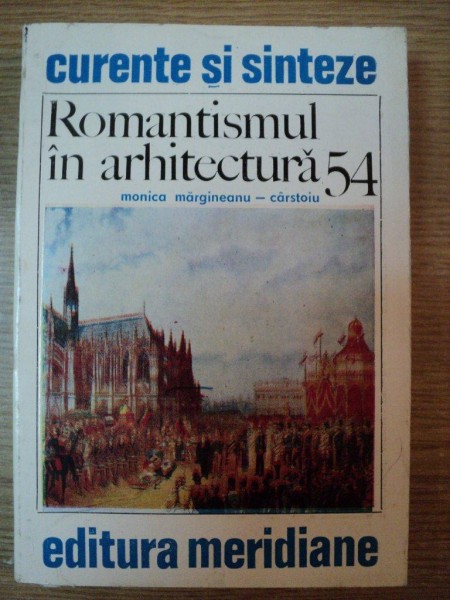 curente și sinteze
Romantismul
în arhitectură 54
monica mărgineanu – cârstoiu
editura meridiane